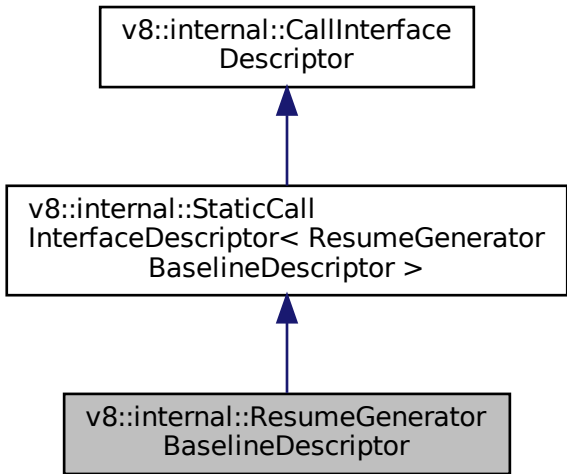 v8::internal::CallInterface
Descriptor
v8::internal::StaticCall
InterfaceDescriptor< ResumeGenerator
BaselineDescriptor >
v8::internal::ResumeGenerator
BaselineDescriptor